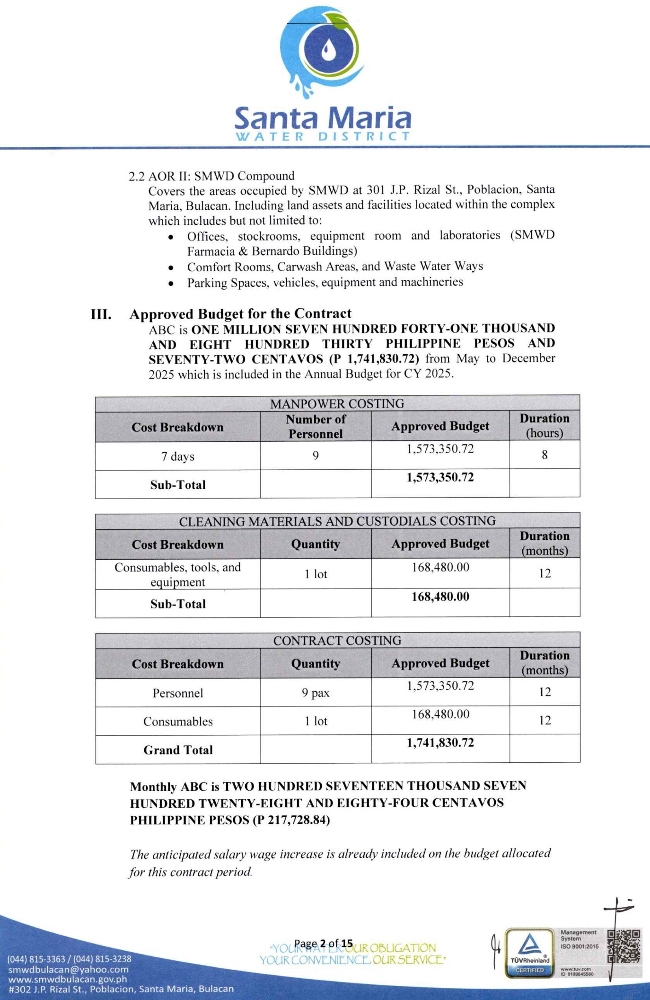 Santa Maria
WATER DISTRICT
2.2 AOR II: SMWD Compound
Covers the areas occupied by SMWD at 301 J.P. Rizal St., Poblacion, Santa
Maria, Bulacan. Including land assets and facilities located within the complex
which includes but not limited to:
• Offices, stockrooms, equipment room and laboratories (SMWD
Farmacia & Bernardo Buildings)
• Comfort Rooms, Carwash Areas, and Waste Water Ways
• Parking Spaces, vehicles, equipment and machineries
III. Approved Budget for the Contract
ABC is ONE MILLION SEVEN HUNDRED FORTY-ONE THOUSAND
AND EIGHT HUNDRED THIRTY PHILIPPINE PESOS AND
SEVENTY-TWO CENTAVOS (P 1,741,830.72) from May to December
2025 which is included in the Annual Budget for CY 2025.
MANPOWER COSTING
Cost Breakdown Number of Personnel Approved Budget Duration (hours)
7 days 9 1,573,350.72 8
Sub-Total 1,573,350.72
CLEANING MATERIALS AND CUSTODIALS COSTING
Cost Breakdown Quantity Approved Budget Duration (months)
Consumables, tools, and equipment 1 lot 168,480.00 12
Sub-Total 168,480.00
CONTRACT COSTING
Cost Breakdown Quantity Approved Budget Duration (months)
Personnel 9 pax 1,573,350.72 12
Consumables 1 lot 168,480.00 12
Grand Total 1,741,830.72
Monthly ABC is TWO HUNDRED SEVENTEEN THOUSAND SEVEN
HUNDRED TWENTY-EIGHT AND EIGHTY-FOUR CENTAVOS
PHILIPPINE PESOS (P 217,728.84)
The anticipated salary wage increase is already included on the budget allocated
for this contract period.
Page 2 of 15
"YOUR WATER, OUR OBLIGATION
YOUR CONVENIENCE, OUR SERVICE"
(044) 815-3363 / (044) 815-3238
smwdbulacan@yahoo.com
www.smwdbulacan.gov.ph
#302 J.P. Rizal St., Poblacion, Santa Maria, Bulacan
TÜVRheinland®
CERTIFIED
Management
System
ISO 9001:2015
www.tuv.com
ID 9108645560